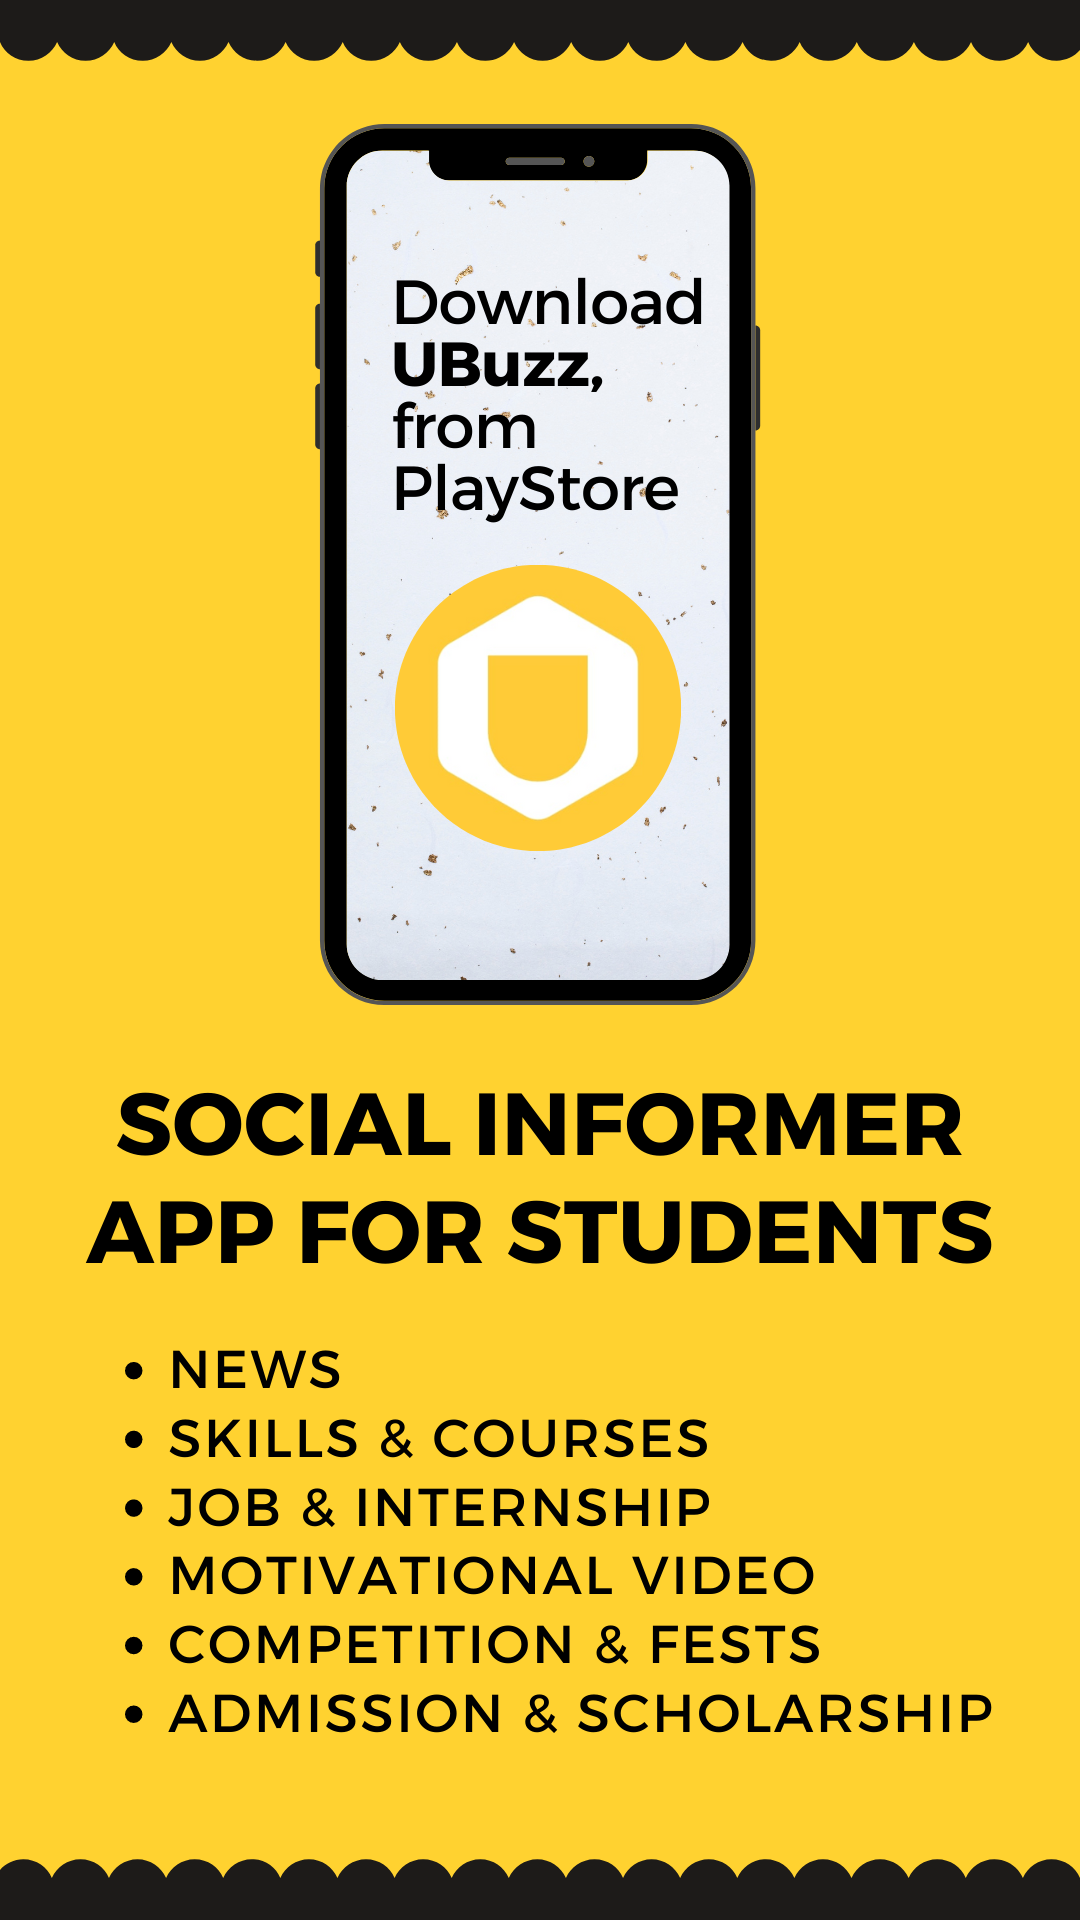 Download
UBuzz,
from
PlayStore
SOCIAL INFORMER
APP FOR STUDENTS
• NEWS
• SKILLS & COURSES
• JOB & INTERNSHIP
• MOTIVATIONAL VIDEO
• COMPETITION & FESTS
• ADMISSION & SCHOLARSHIP